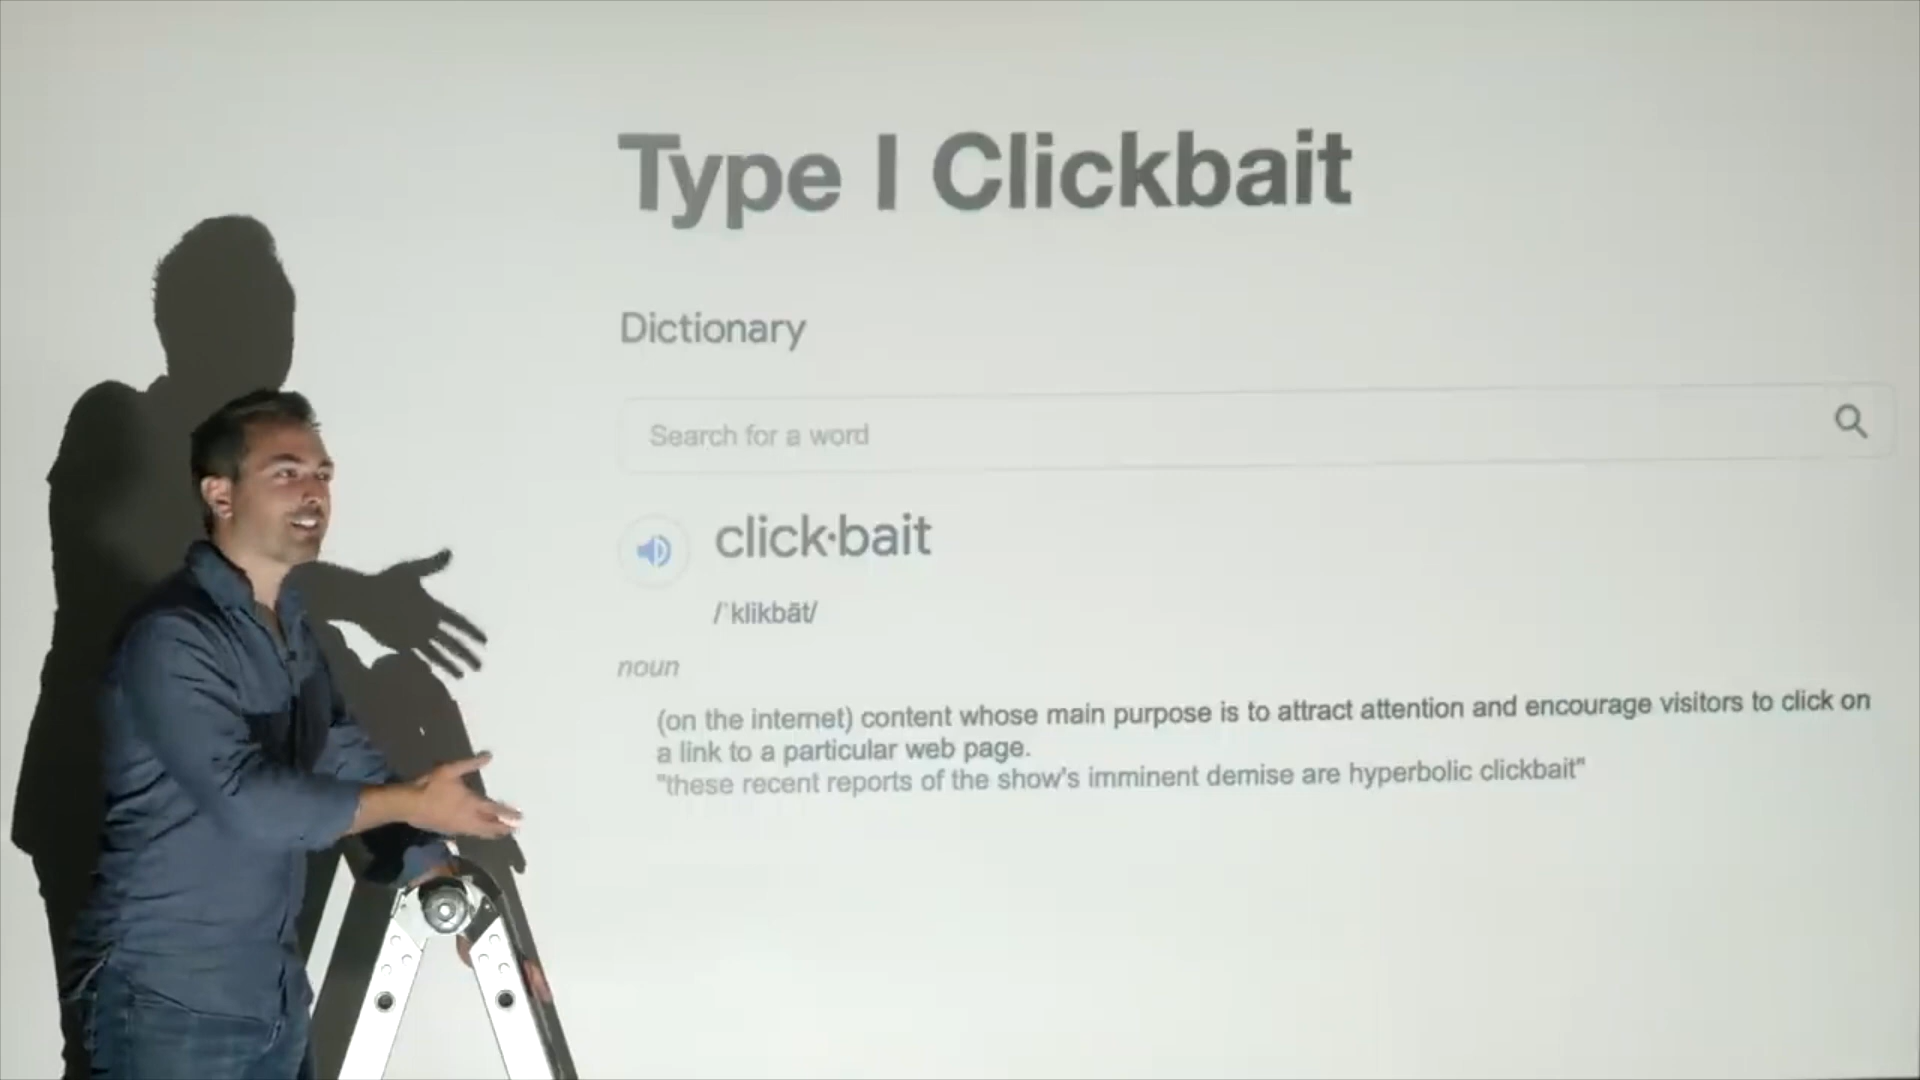 Type I Clickbait
Dictionary
Search for a word
click·bait
/ˈklikbāt/
noun
(on the internet) content whose main purpose is to attract attention and encourage visitors to click on
a link to a particular web page.
"these recent reports of the show's imminent demise are hyperbolic clickbait"